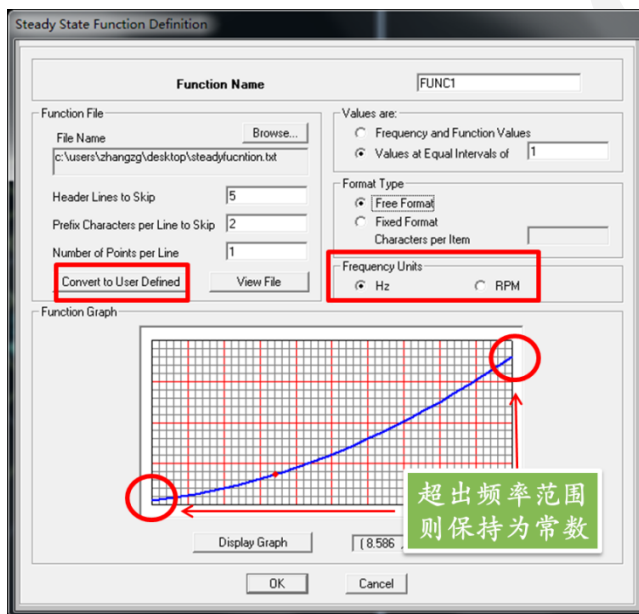 Steady State Function Definition
Function Name
FUNC1
Function File
File Name
Browse...
c:\users\zhangzg\desktop\steadyfucntion.txt
Header Lines to Skip
5
Prefix Characters per Line to Skip
2
Number of Points per Line
1
Convert to User Defined
View File
Values are:
Frequency and Function Values
Values at Equal Intervals of
1
Format Type
Free Format
Fixed Format
Characters per Item
Frequency Units
Hz
RPM
Function Graph
超出频率范围
则保持为常数
Display Graph
(8.586 ,
OK
Cancel